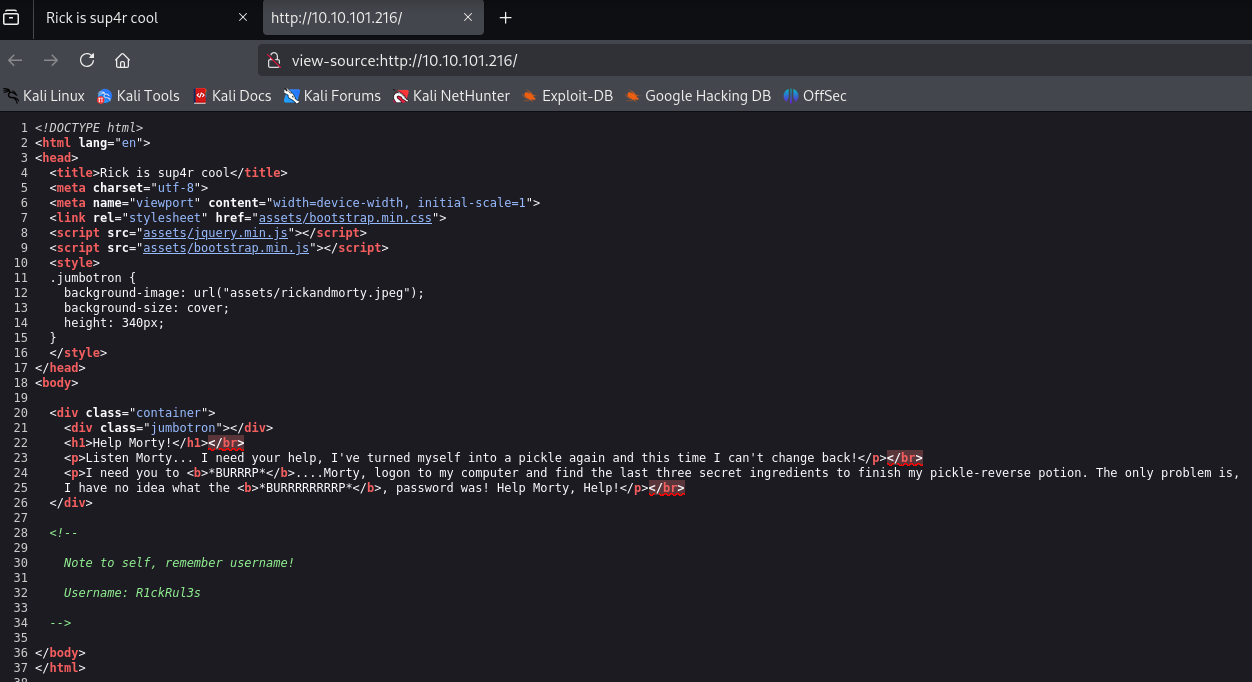 Rick is sup4r cool
http://10.10.101.216/
view-source:http://10.10.101.216/
Kali Linux Kali Tools Kali Docs Kali Forums Kali NetHunter Exploit-DB Google Hacking DB OffSec
1 <!DOCTYPE html>
2 <html lang="en">
3 <head>
4   <title>Rick is sup4r cool</title>
5   <meta charset="utf-8">
6   <meta name="viewport" content="width=device-width, initial-scale=1">
7   <link rel="stylesheet" href="assets/bootstrap.min.css">
8   <script src="assets/jquery.min.js"></script>
9   <script src="assets/bootstrap.min.js"></script>
10   <style>
11   .jumbotron {
12     background-image: url("assets/rickandmorty.jpeg");
13     background-size: cover;
14     height: 340px;
15   }
16   </style>
17 </head>
18 <body>
19
20   <div class="container">
21     <div class="jumbotron"></div>
22     <h1>Help Morty!</h1></br>
23     <p>Listen Morty... I need your help, I've turned myself into a pickle again and this time I can't change back!</p></br>
24     <p>I need you to <b>*BURRRP*</b>....Morty, logon to my computer and find the last three secret ingredients to finish my pickle-reverse potion. The only problem is,
25     I have no idea what the <b>*BURRRRRRRRP*</b>, password was! Help Morty, Help!</p></br>
26   </div>
27
28   <!--
29
30     Note to self, remember username!
31
32     Username: R1ckRul3s
33
34   -->
35
36 </body>
37 </html>
38